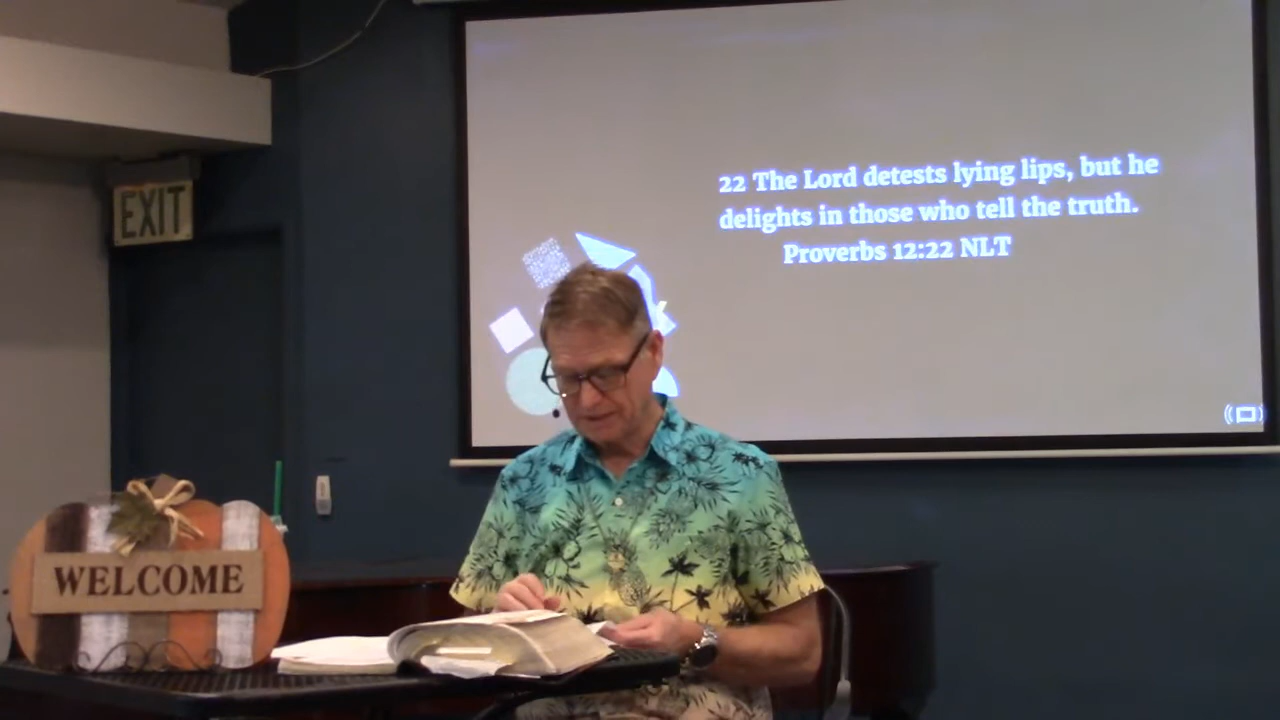 22 The Lord detests lying lips, but he
delights in those who tell the truth.
Proverbs 12:22 NLT
EXIT
WELCOME